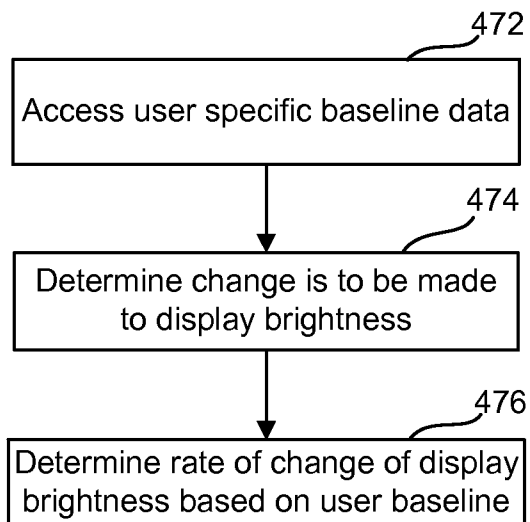 472
Access user specific baseline data
474
Determine change is to be made
to display brightness
476
Determine rate of change of display
brightness based on user baseline